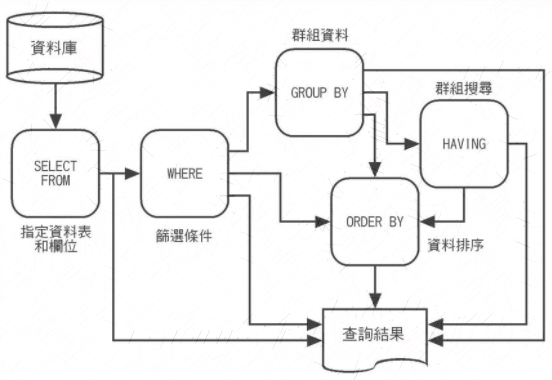 資料庫
群組資料
GROUP BY
群組搜尋
HAVING
SELECT
FROM
WHERE
ORDER BY
指定資料表
和欄位
篩選條件
資料排序
查詢結果